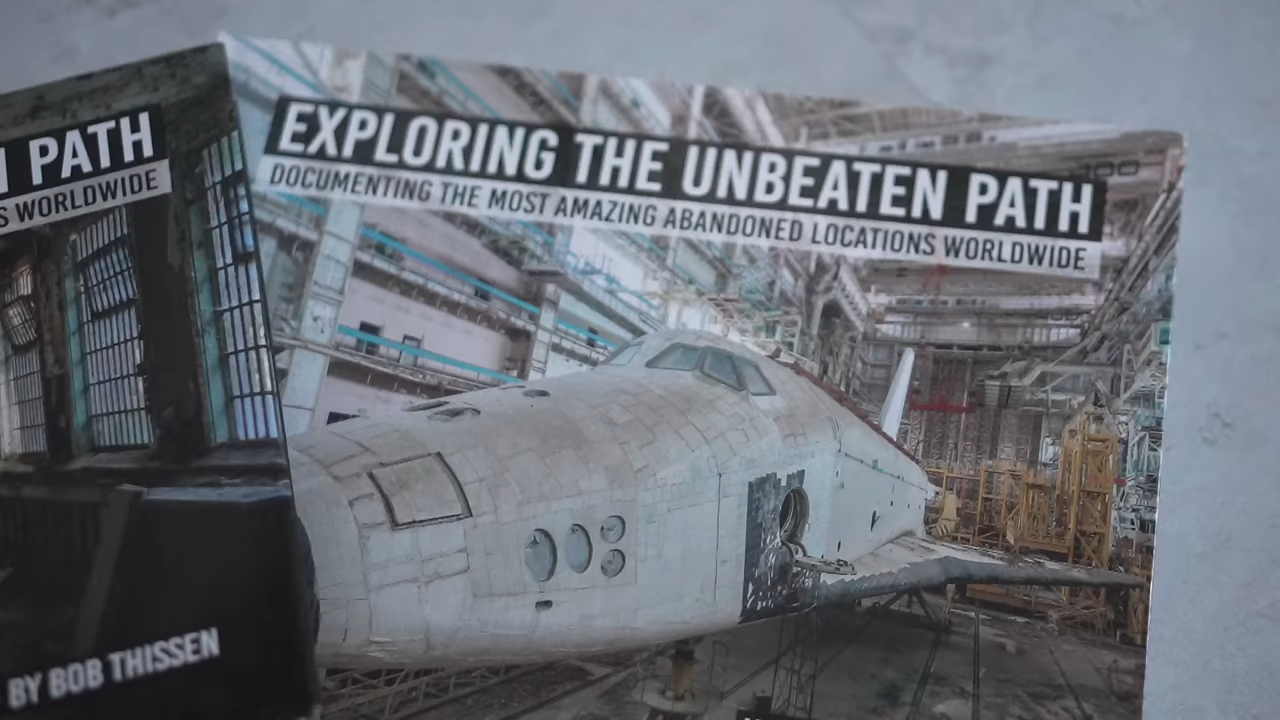 PATH
S WORLDWIDE
BY BOB THISSEN
EXPLORING THE UNBEATEN PATH
DOCUMENTING THE MOST AMAZING ABANDONED LOCATIONS WORLDWIDE